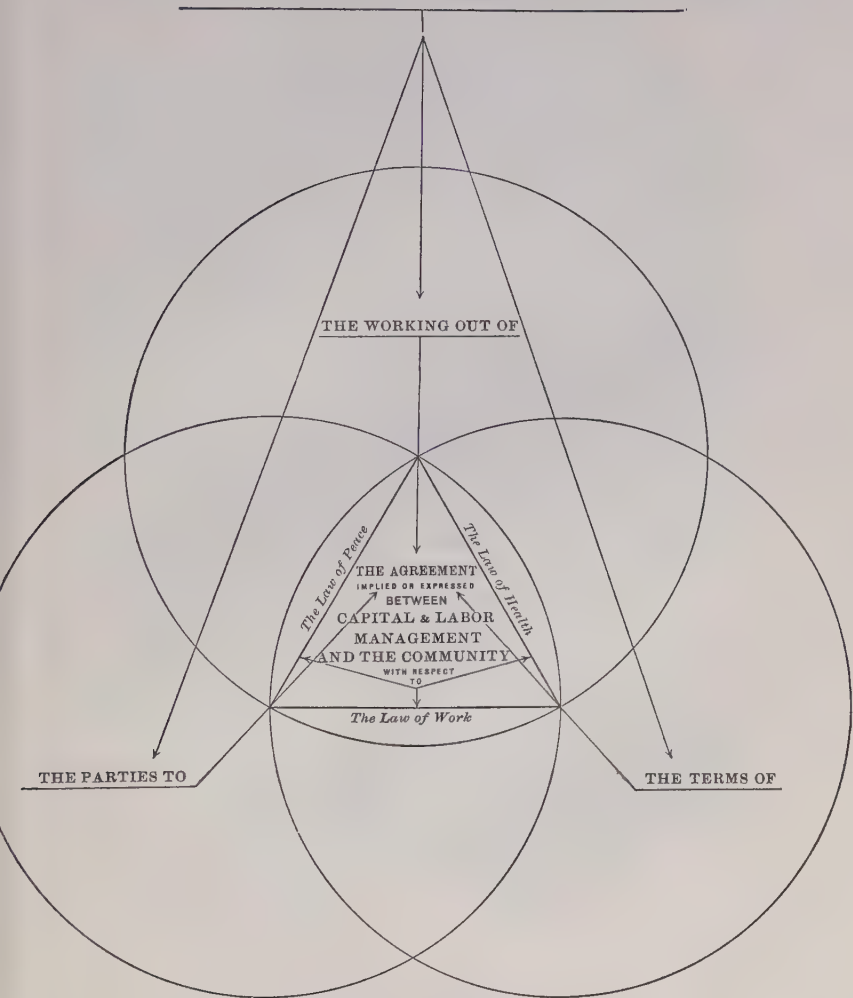 THE WORKING OUT OF
The Law of Peace
The Law of Health
THE AGREEMENT
IMPLIED OR EXPRESSED
BETWEEN
CAPITAL & LABOR
MANAGEMENT
AND THE COMMUNITY
WITH RESPECT
TO
The Law of Work
THE PARTIES TO
THE TERMS OF